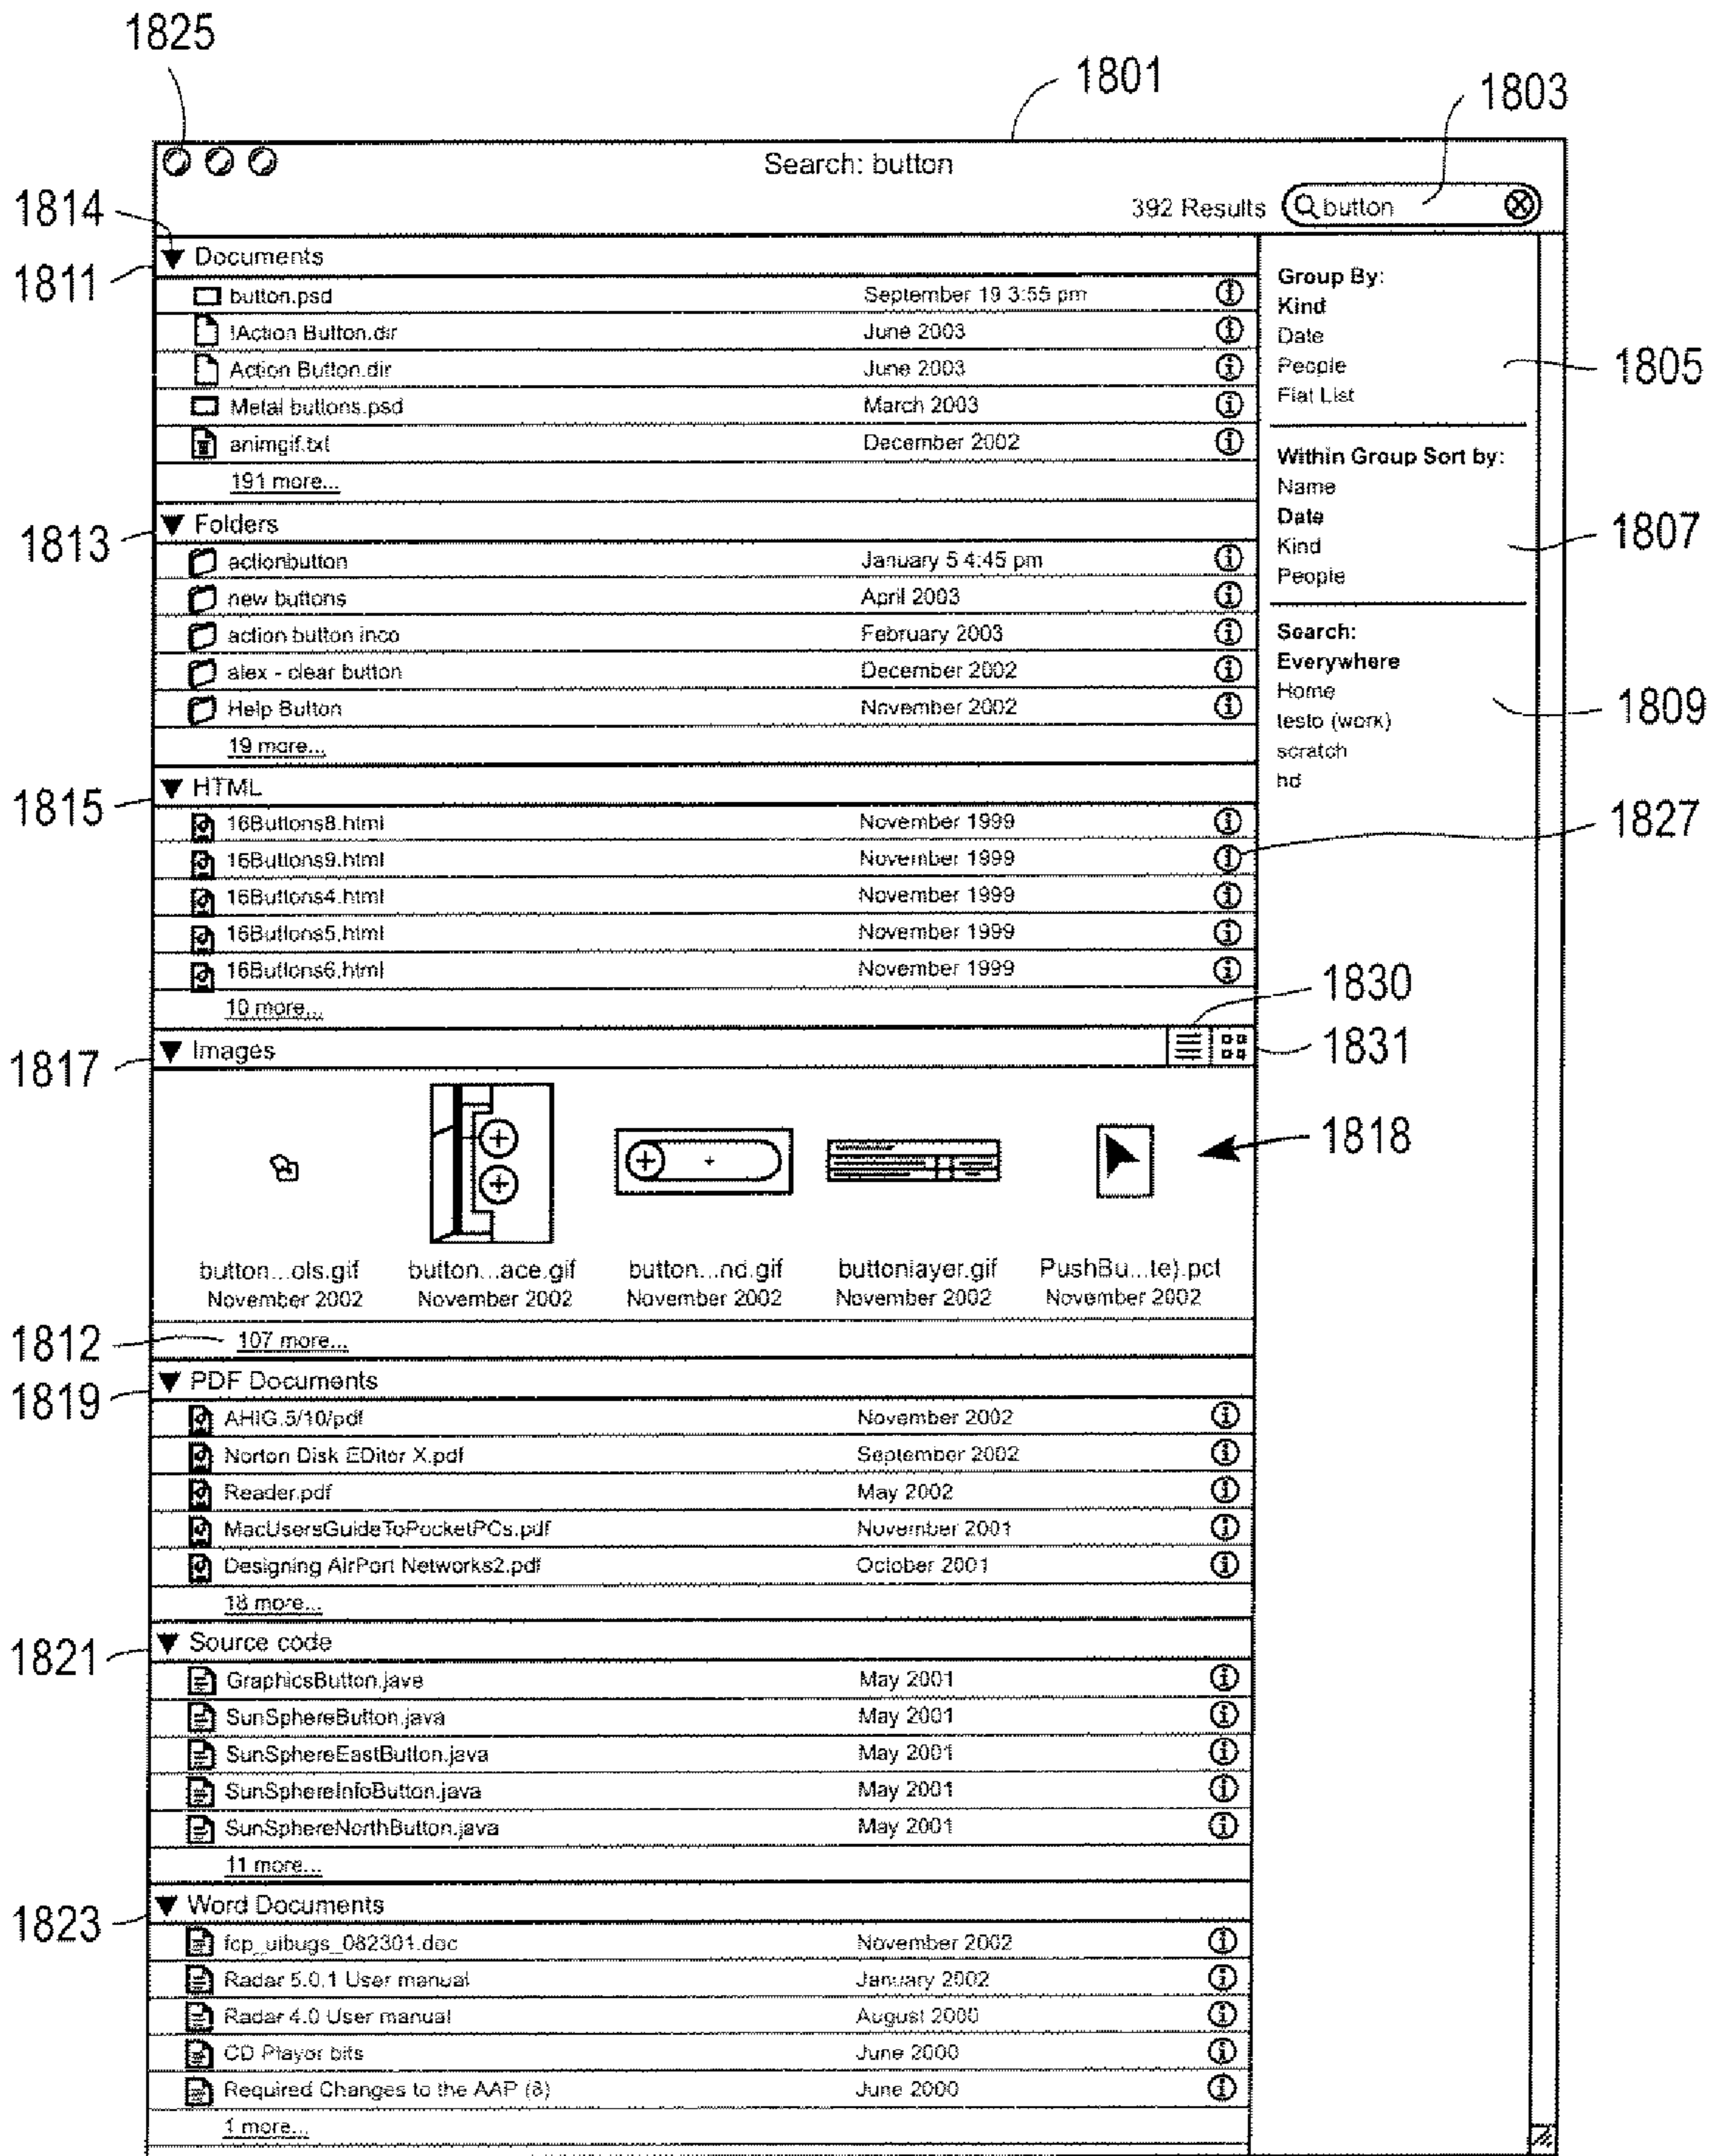 1825
1801
1803
Search: button
392 Results
button
1814
Documents
1811
button.psd September 19 3:55 pm
!Action Button.dir June 2003
Action Button.dir June 2003
Metal buttons.psd March 2003
animgif.txt December 2002
191 more...
1813
Folders
actionbutton January 5 4:45 pm
new buttons April 2003
action button inco February 2003
alex - clear button December 2002
Help Button November 2002
19 more...
1815
HTML
16Buttons8.html November 1999
16Buttons9.html November 1999
16Buttons4.html November 1999
16Buttons5.html November 1999
16Buttons6.html November 1999
10 more...
1817
Images
button...ols.gif button...ace.gif button...nd.gif buttonlayer.gif PushBu...te).pct
November 2002 November 2002 November 2002 November 2002 November 2002
1812
107 more...
1819
PDF Documents
AHIG.5/10/pdf November 2002
Norton Disk EDitor X.pdf September 2002
Reader.pdf May 2002
MacUsersGuideToPocketPCs.pdf November 2001
Designing AirPort Networks2.pdf October 2001
18 more...
1821
Source code
GraphicsButton.java May 2001
SunSphereButton.java May 2001
SunSphereEastButton.java May 2001
SunSphereInfoButton.java May 2001
SunSphereNorthButton.java May 2001
11 more...
1823
Word Documents
fcp_uibugs_082301.doc November 2002
Radar 5.0.1 User manual January 2002
Radar 4.0 User manual August 2000
CD Player bits June 2000
Required Changes to the AAP (8) June 2000
1 more...
Group By:
Kind
Date
People
Flat List
1805
Within Group Sort by:
Name
Date
Kind
People
1807
Search:
Everywhere
Home
testo (work)
scratch
hd
1809
1827
1830
1831
1818